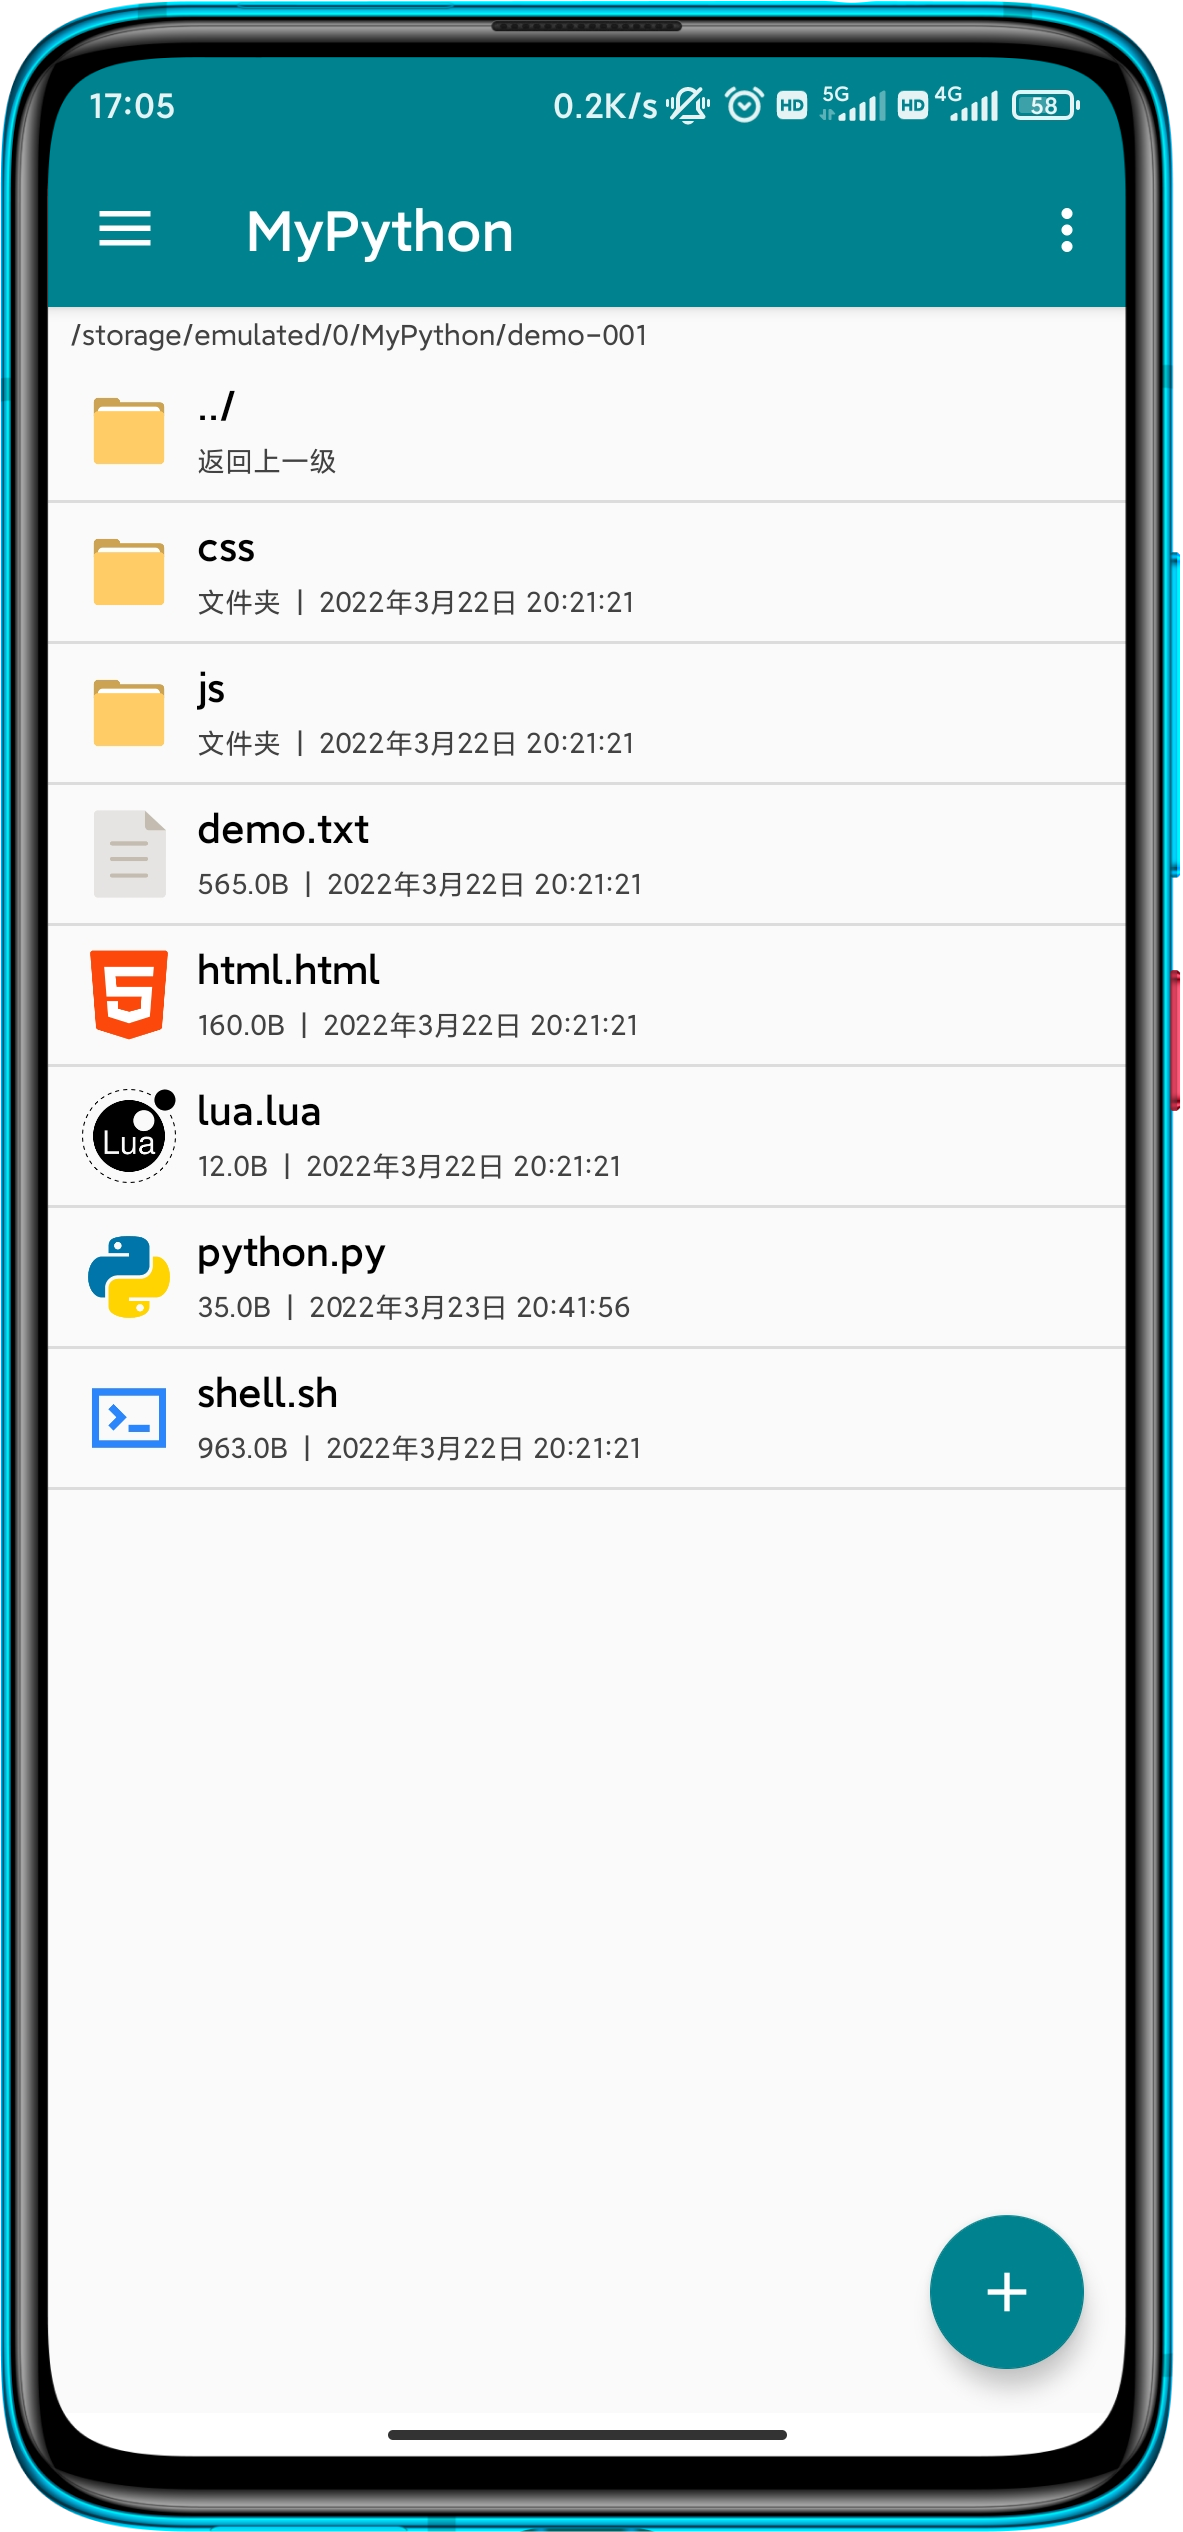 17:05 0.2K/s HD 5G HD 4G 58
MyPython
/storage/emulated/0/MyPython/demo-001
../
返回上一级
css
文件夹 | 2022年3月22日 20:21:21
js
文件夹 | 2022年3月22日 20:21:21
demo.txt
565.0B | 2022年3月22日 20:21:21
html.html
160.0B | 2022年3月22日 20:21:21
Lua
lua.lua
12.0B | 2022年3月22日 20:21:21
python.py
35.0B | 2022年3月23日 20:41:56
shell.sh
963.0B | 2022年3月22日 20:21:21